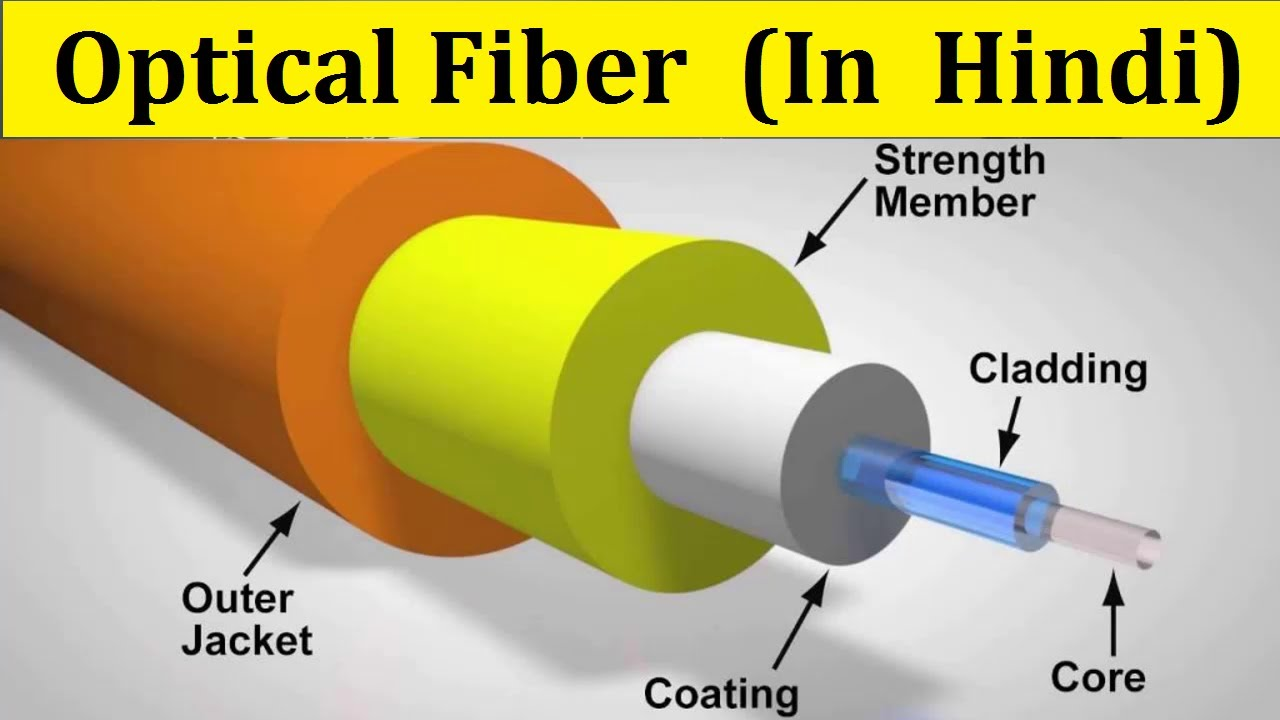 Optical Fiber (In Hindi)
Strength
Member
Cladding
Outer
Jacket
Coating
Core